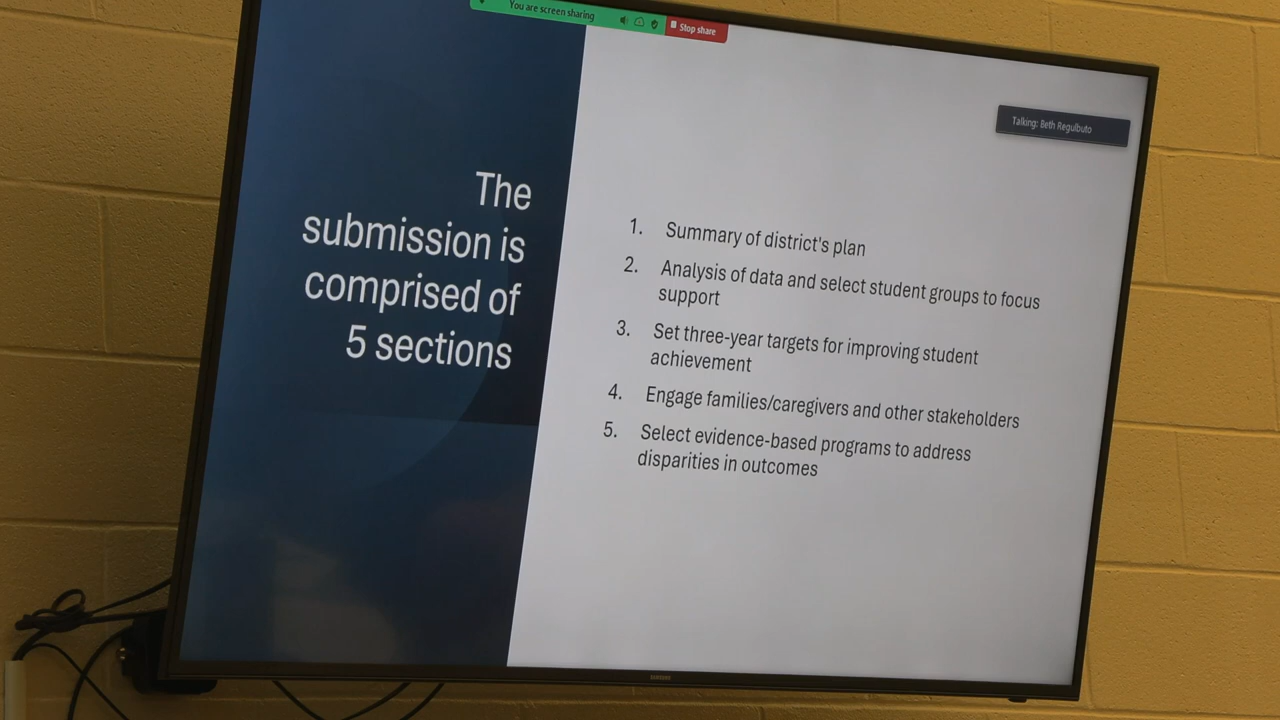 You are screen sharing
Stop share
Talking: Beth Regulbuto
The
submission is
comprised of
5 sections
1. Summary of district's plan
2. Analysis of data and select student groups to focus
support
3. Set three-year targets for improving student
achievement
4. Engage families/caregivers and other stakeholders
5. Select evidence-based programs to address
disparities in outcomes
SAMSUNG